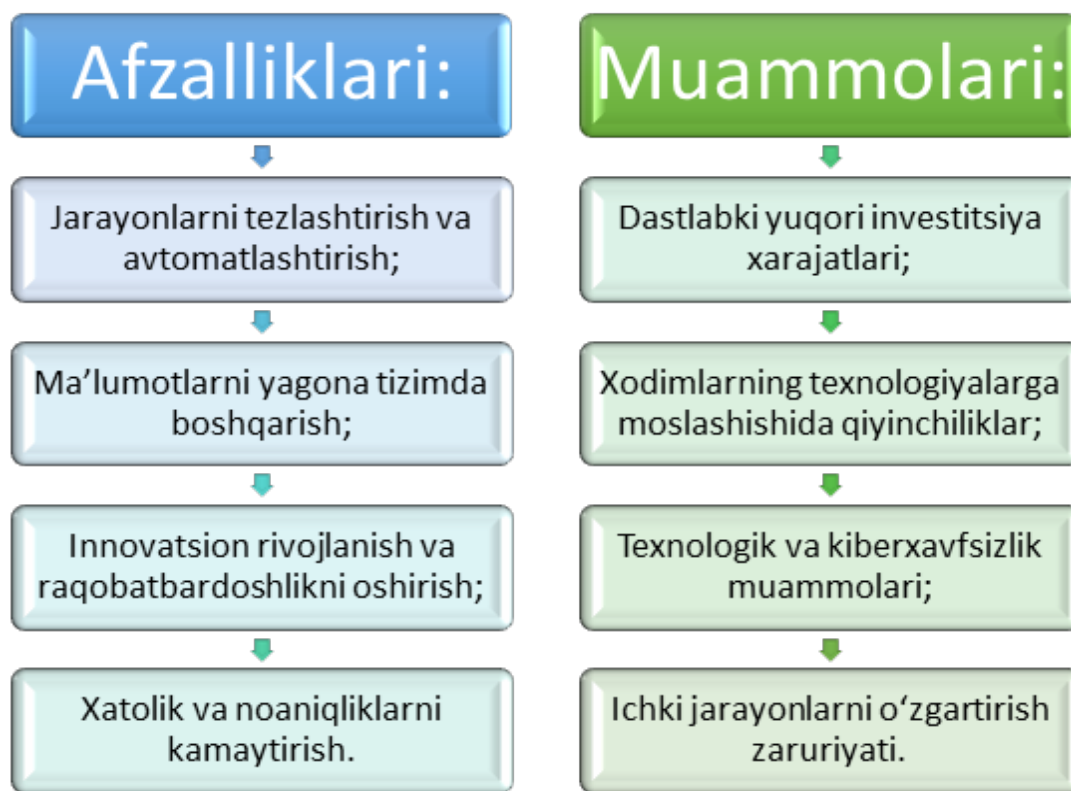 Afzalliklari:
Jarayonlarni tezlashtirish va
avtomatlashtirish;
Ma’lumotlarni yagona tizimda
boshqarish;
Innovatsion rivojlanish va
raqobatbardoshlikni oshirish;
Xatolik va noaniqliklarni
kamaytirish.
Muammolari:
Dastlabki yuqori investitsiya
xarajatlari;
Xodimlarning texnologiyalarga
moslashishida qiyinchiliklar;
Texnologik va kiberxavfsizlik
muammolari;
Ichki jarayonlarni o‘zgartirish
zaruriyati.